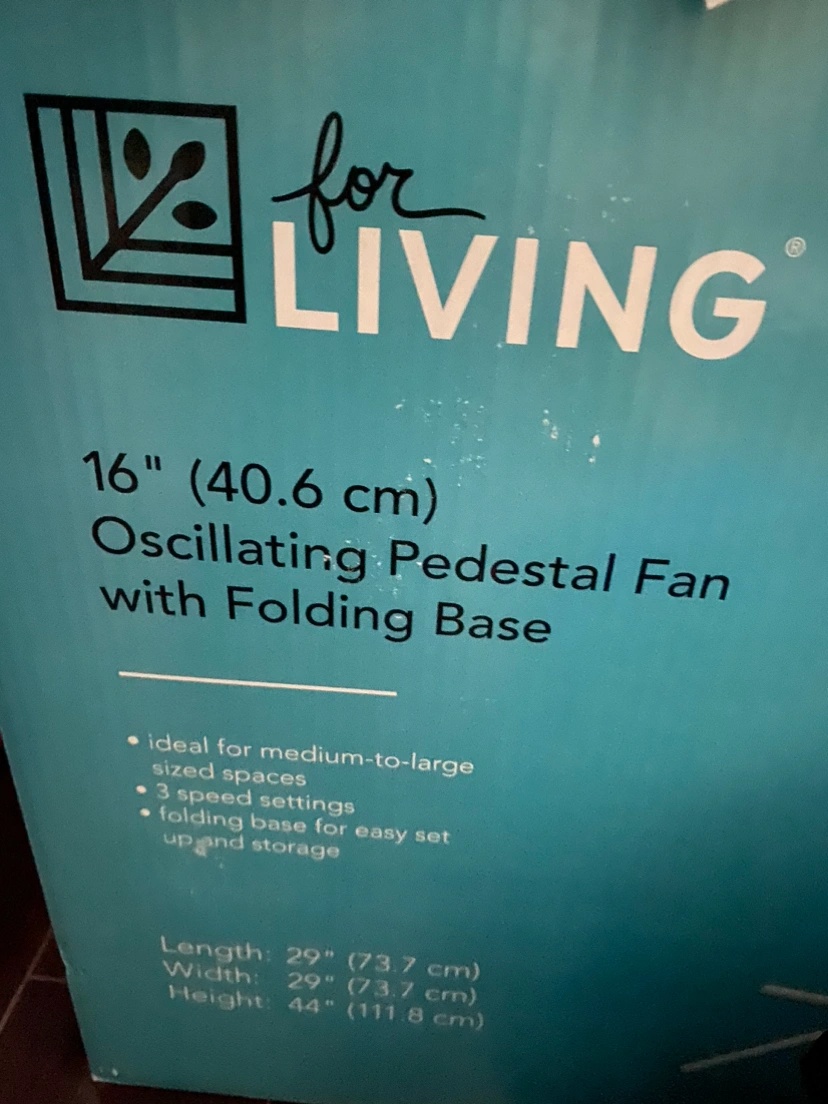 for
LIVING®
16" (40.6 cm)
Oscillating Pedestal Fan
with Folding Base
• ideal for medium-to-large
sized spaces
• 3 speed settings
• folding base for easy set
up and storage
Length: 29" (73.7 cm)
Width: 29" (73.7 cm)
Height: 44" (111.8 cm)